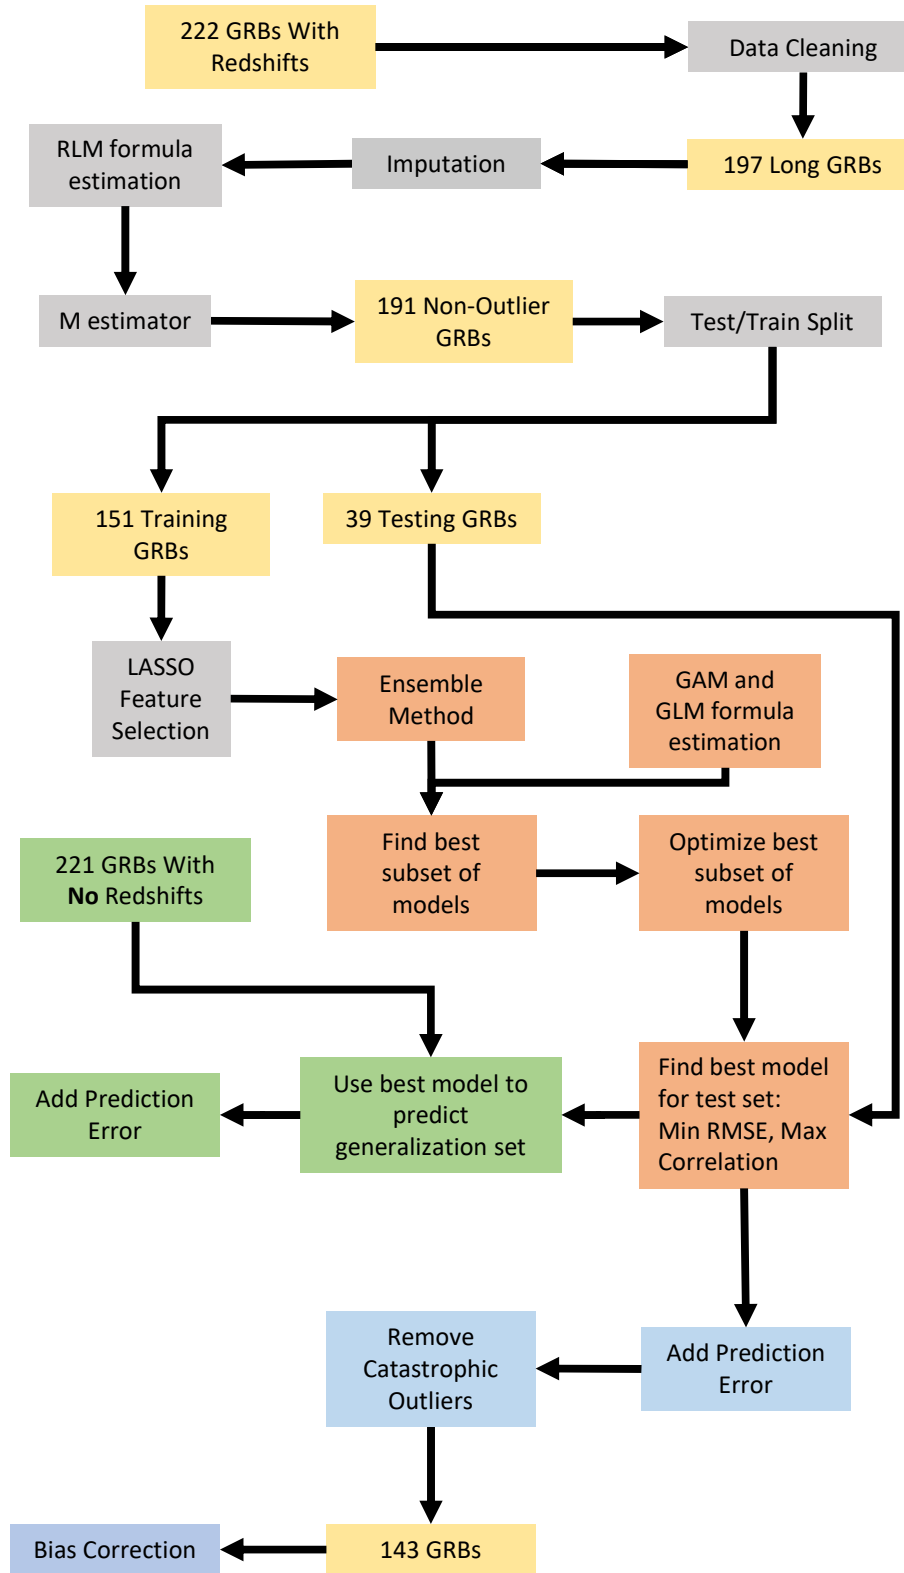 222 GRBs With
Redshifts
Data Cleaning
RLM formula
estimation
Imputation
197 Long GRBs
M estimator
191 Non-Outlier
GRBs
Test/Train Split
151 Training
GRBs
39 Testing GRBs
LASSO
Feature
Selection
Ensemble
Method
GAM and
GLM formula
estimation
221 GRBs With
No Redshifts
Find best
subset of
models
Optimize best
subset of
models
Add Prediction
Error
Use best model to
predict
generalization set
Find best model
for test set:
Min RMSE, Max
Correlation
Remove
Catastrophic
Outliers
Add Prediction
Error
Bias Correction
143 GRBs